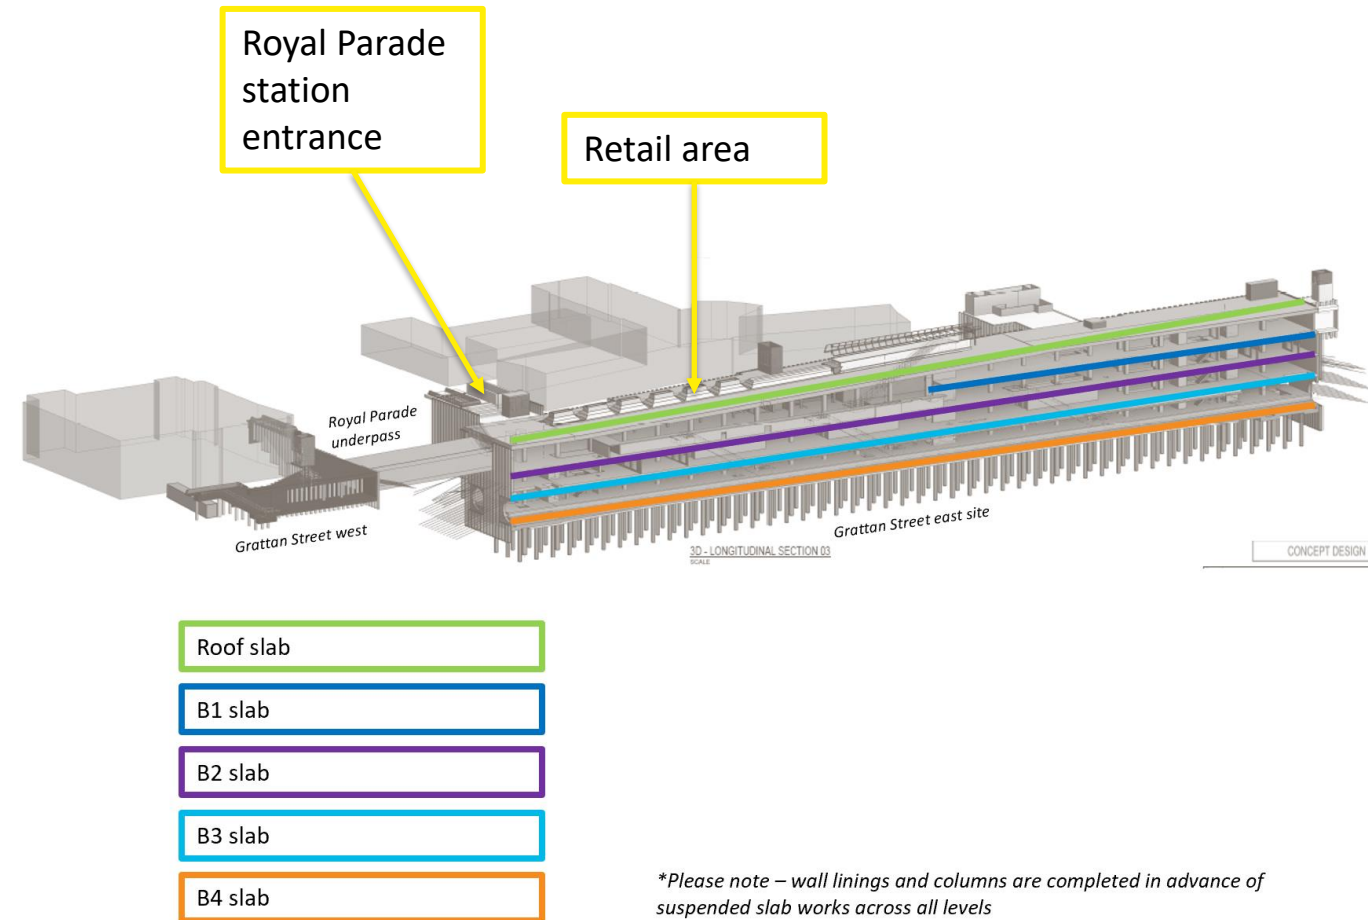 Royal Parade
station
entrance
Retail area
Royal Parade
underpass
Grattan Street west
Grattan Street east site
3D - LONGITUDINAL SECTION 03
SCALE
CONCEPT DESIGN
Roof slab
B1 slab
B2 slab
B3 slab
B4 slab
*Please note – wall linings and columns are completed in advance of
suspended slab works across all levels